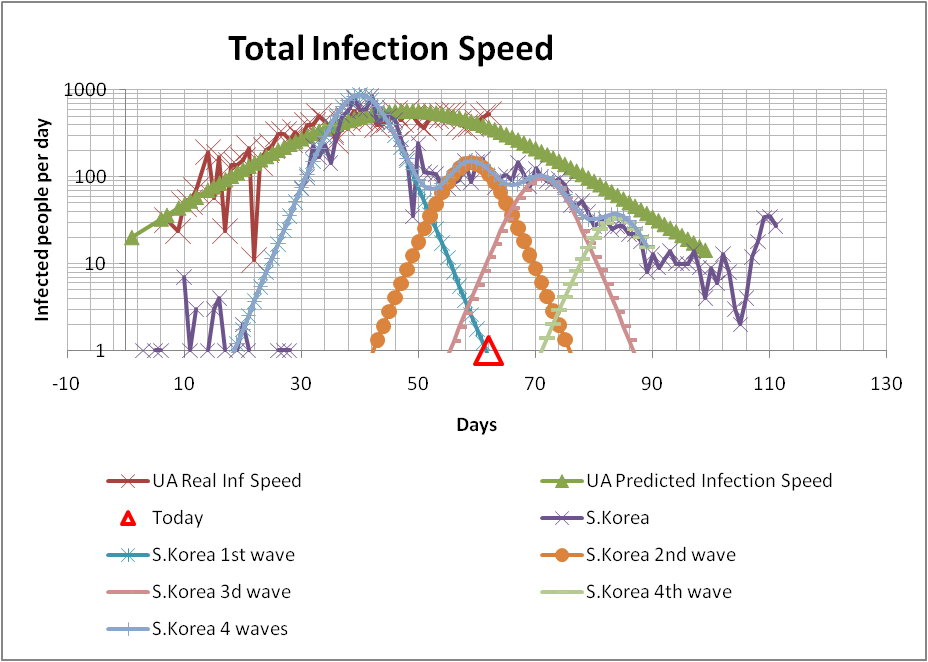 Total Infection Speed
Infected people per day
1000
100
10
1
-10 10 30 50 70 90 110 130
Days
UA Real Inf Speed UA Predicted Infection Speed
Today S.Korea
S.Korea 1st wave S.Korea 2nd wave
S.Korea 3d wave S.Korea 4th wave
S.Korea 4 waves